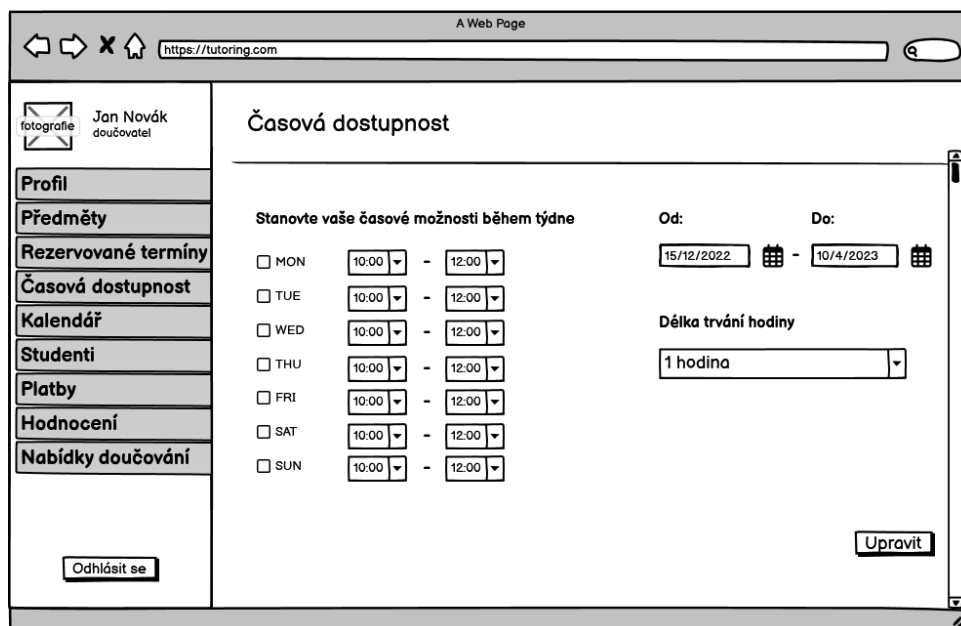 A Web Page
https://tutoring.com
fotografie
Jan Novák
doučovatel
Profil
Předměty
Rezervované termíny
Časová dostupnost
Kalendář
Studenti
Platby
Hodnocení
Nabídky doučování
Odhlásit se
Časová dostupnost
Stanovte vaše časové možnosti během týdne
MON 10:00 - 12:00
TUE 10:00 - 12:00
WED 10:00 - 12:00
THU 10:00 - 12:00
FRI 10:00 - 12:00
SAT 10:00 - 12:00
SUN 10:00 - 12:00
Od: Do:
15/12/2022 - 10/4/2023
Délka trvání hodiny
1 hodina
Upravit